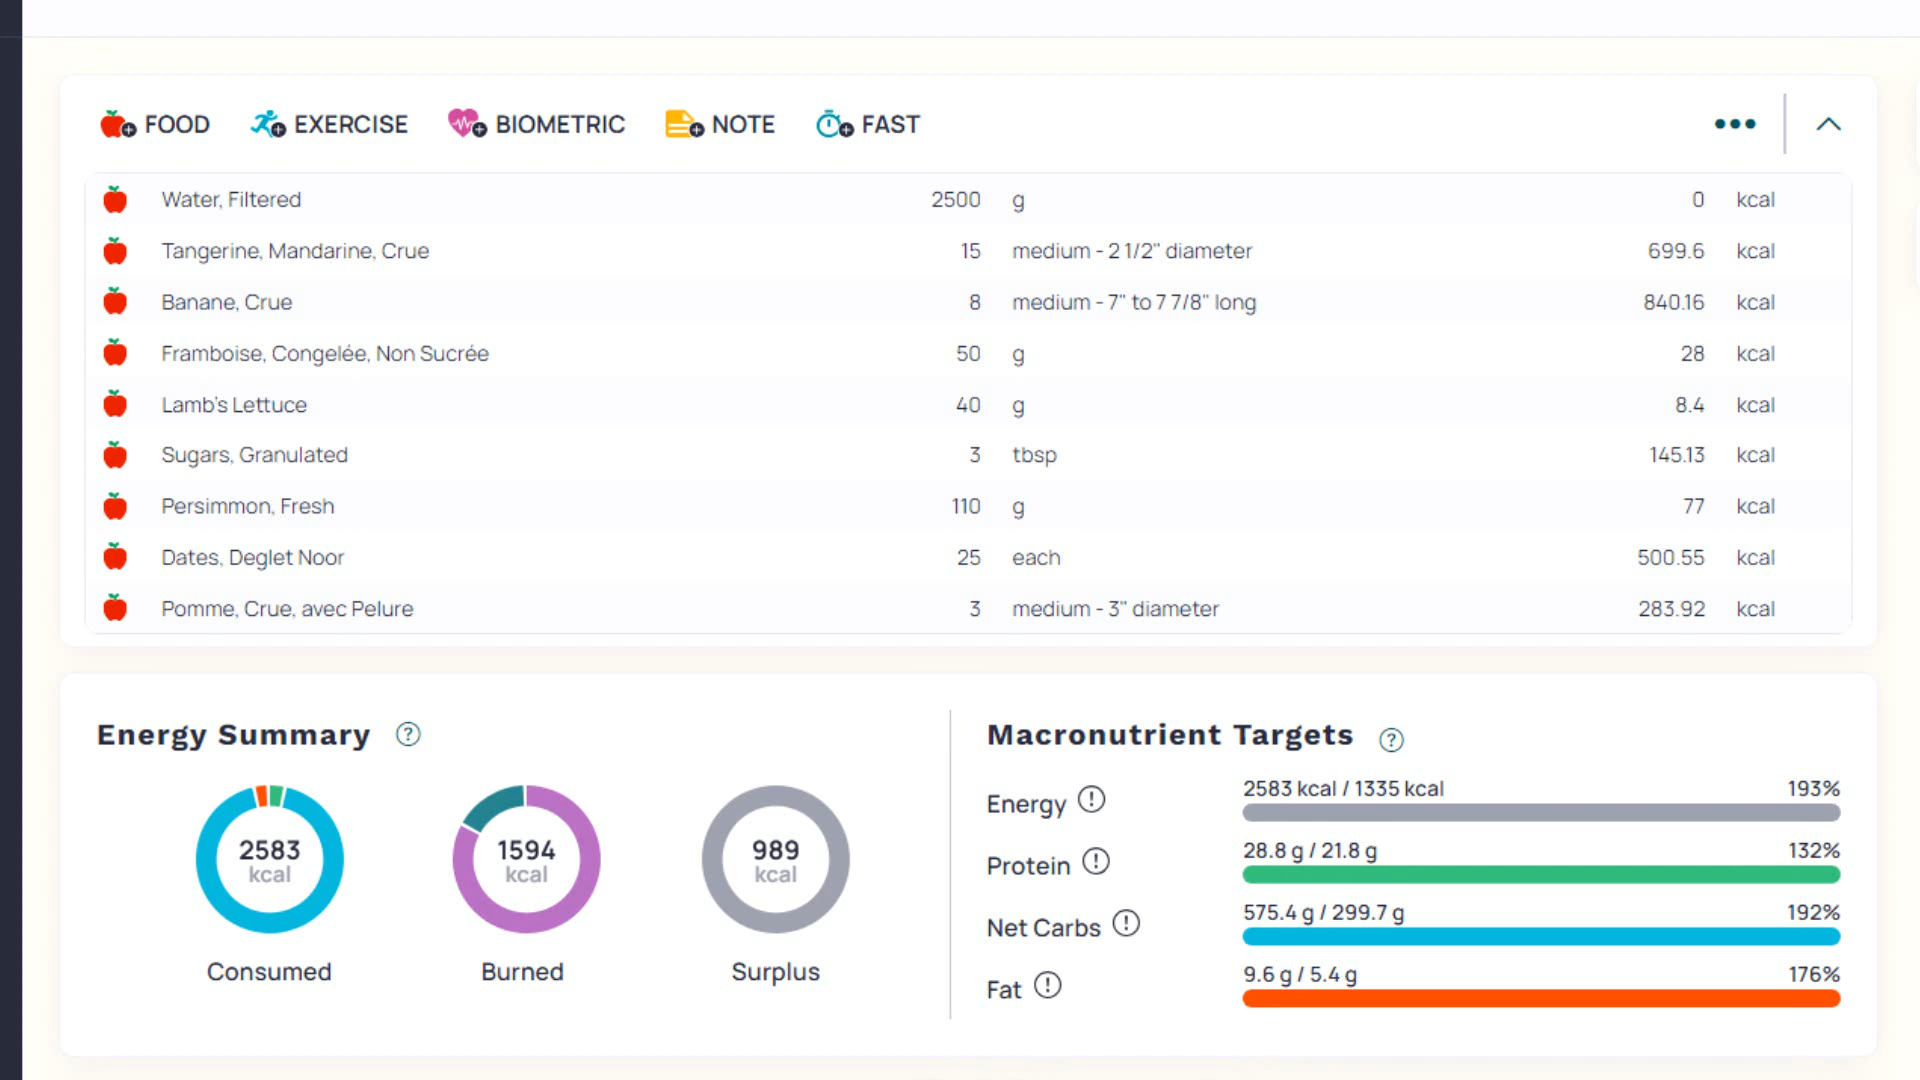 FOOD EXERCISE BIOMETRIC NOTE FAST
Water, Filtered 2500 g 0 kcal
Tangerine, Mandarine, Crue 15 medium - 2 1/2" diameter 699.6 kcal
Banane, Crue 8 medium - 7" to 7 7/8" long 840.16 kcal
Framboise, Congelée, Non Sucrée 50 g 28 kcal
Lamb's Lettuce 40 g 8.4 kcal
Sugars, Granulated 3 tbsp 145.13 kcal
Persimmon, Fresh 110 g 77 kcal
Dates, Deglet Noor 25 each 500.55 kcal
Pomme, Crue, avec Pelure 3 medium - 3" diameter 283.92 kcal
Energy Summary ?
2583 kcal
Consumed
1594 kcal
Burned
989 kcal
Surplus
Macronutrient Targets ?
Energy ! 2583 kcal / 1335 kcal 193%
Protein ! 28.8 g / 21.8 g 132%
Net Carbs ! 575.4 g / 299.7 g 192%
Fat ! 9.6 g / 5.4 g 176%